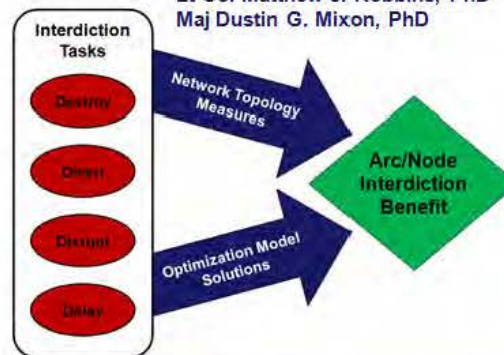 Maj Dustin G. Mixon, PhD
Interdiction
Tasks
Destroy
Divert
Disrupt
Delay
Network Topology
Measures
Optimization Model
Solutions
Arc/Node
Interdiction
Benefit